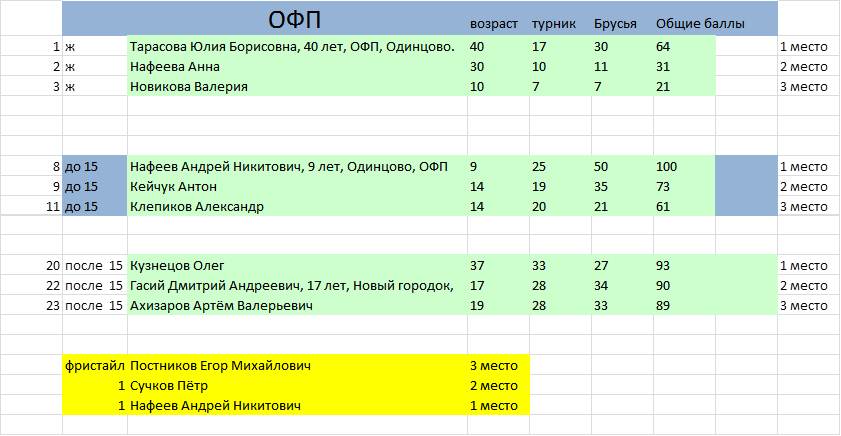 ОФП возраст турник Брусья Общие баллы
1 ж Тарасова Юлия Борисовна, 40 лет, ОФП, Одинцово. 40 17 30 64 1 место
2 ж Нафеева Анна 30 10 11 31 2 место
3 ж Новикова Валерия 10 7 7 21 3 место
8 до 15 Нафеев Андрей Никитович, 9 лет, Одинцово, ОФП 9 25 50 100 1 место
9 до 15 Кейчук Антон 14 19 35 73 2 место
11 до 15 Клепиков Александр 14 20 21 61 3 место
20 после 15 Кузнецов Олег 37 33 27 93 1 место
22 после 15 Гасий Дмитрий Андреевич, 17 лет, Новый городок, 17 28 34 90 2 место
23 после 15 Ахизаров Артём Валерьевич 19 28 33 89 3 место
фристайл Постников Егор Михайлович 3 место
1 Сучков Пётр 2 место
1 Нафеев Андрей Никитович 1 место